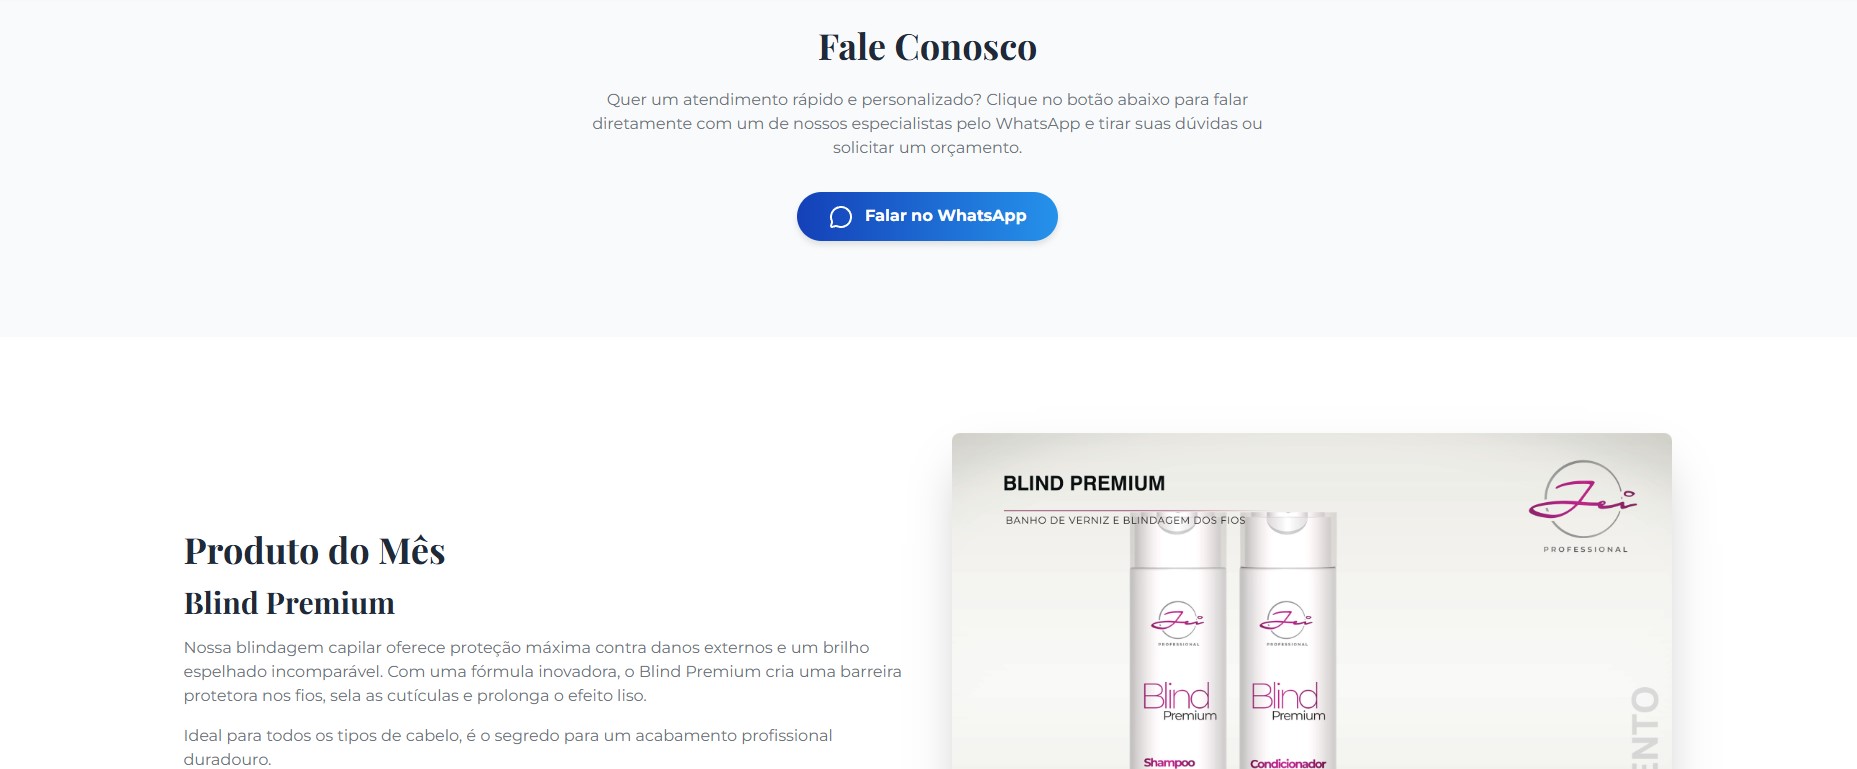 Fale Conosco
Quer um atendimento rápido e personalizado? Clique no botão abaixo para falar
diretamente com um de nossos especialistas pelo WhatsApp e tirar suas dúvidas ou
solicitar um orçamento.
Falar no WhatsApp
Produto do Mês
Blind Premium
Nossa blindagem capilar oferece proteção máxima contra danos externos e um brilho
espelhado incomparável. Com uma fórmula inovadora, o Blind Premium cria uma barreira
protetora nos fios, sela as cutículas e prolonga o efeito liso.
Ideal para todos os tipos de cabelo, é o segredo para um acabamento profissional
duradouro.
BLIND PREMIUM
BANHO DE VERNIZ E BLINDAGEM DOS FIOS
Jei
PROFESSIONAL
Jei
PROFESSIONAL
Blind
Premium
Shampoo
Jei
PROFESSIONAL
Blind
Premium
Condicionador
ENTO